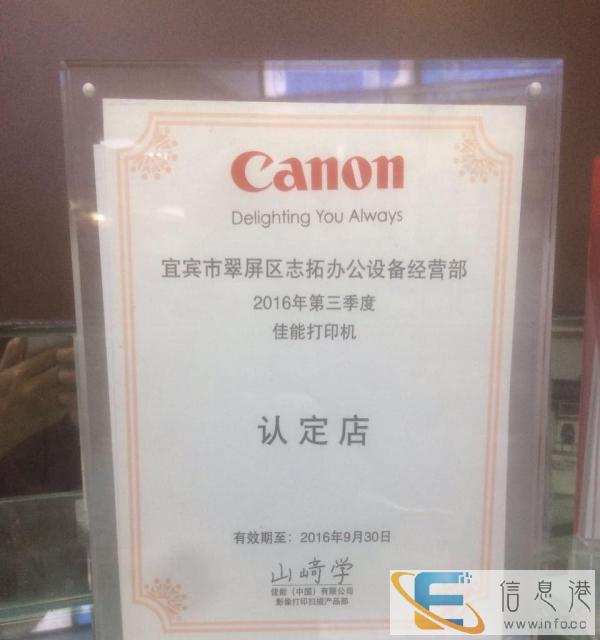 Canon
Delighting You Always
宜宾市翠屏区志拓办公设备经营部
2016年第三季度
佳能打印机
认定店
有效期至：2016年9月30日
山﨑学
佳能（中国）有限公司
影像打印扫描产品部
信息港
www.info.cc